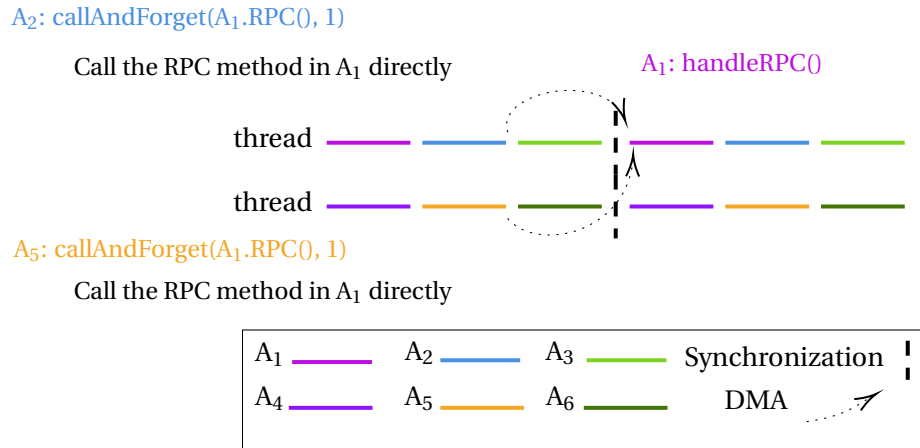 A₂: callAndForget(A₁.RPC(), 1)
Call the RPC method in A₁ directly
A₁: handleRPC()
thread
thread
A₅: callAndForget(A₁.RPC(), 1)
Call the RPC method in A₁ directly
A₁ A₂ A₃ Synchronization
A₄ A₅ A₆ DMA